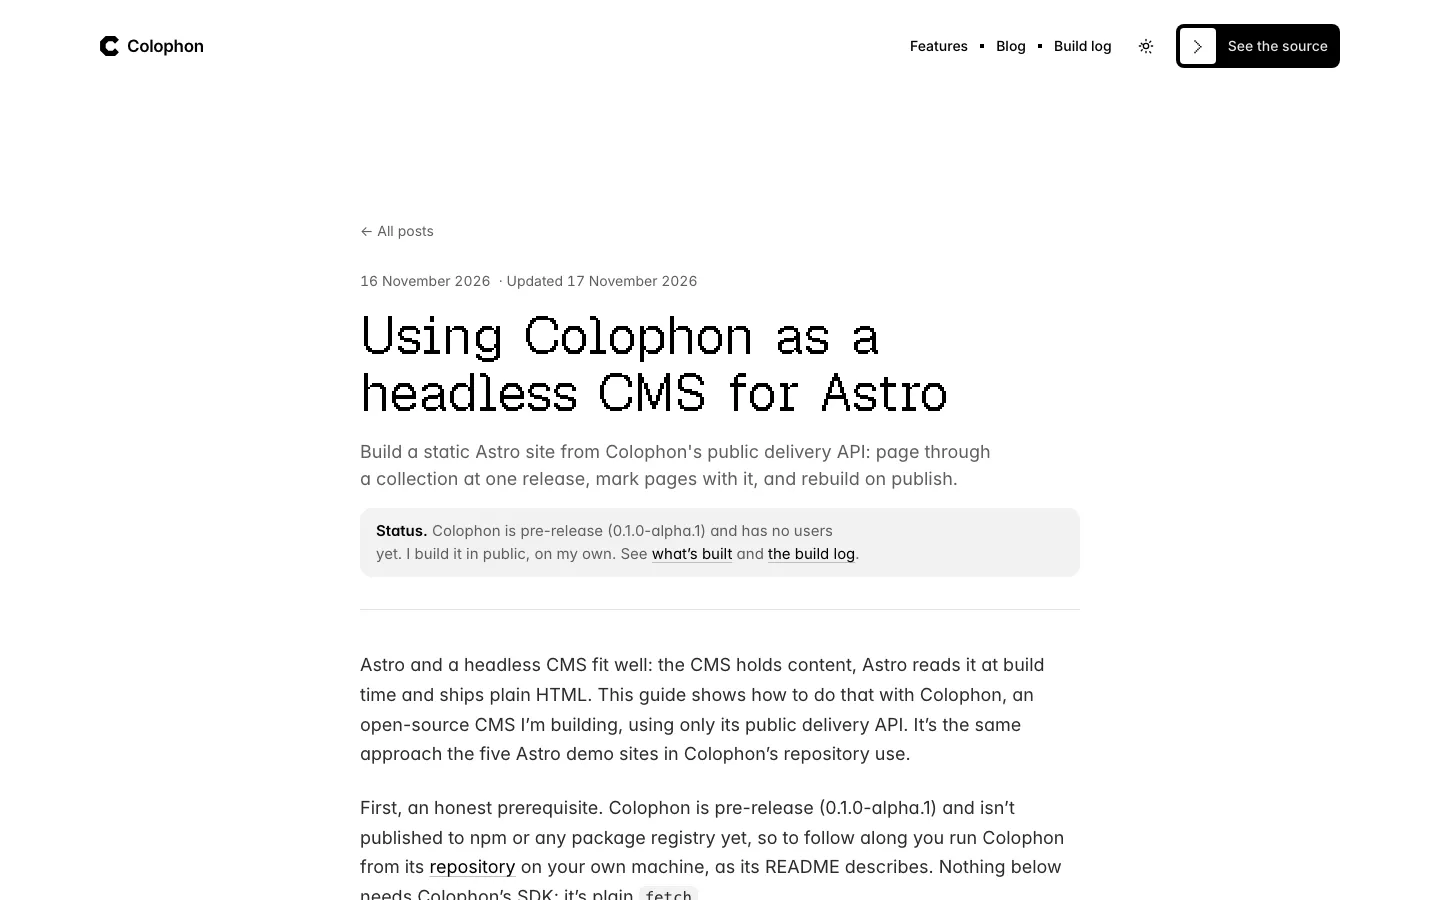 Colophon
Features
Blog
Build log
See the source
← All posts
16 November 2026 · Updated 17 November 2026
Using Colophon as a
headless CMS for Astro
Build a static Astro site from Colophon's public delivery API: page through
a collection at one release, mark pages with it, and rebuild on publish.
Status. Colophon is pre-release (0.1.0-alpha.1) and has no users
yet. I build it in public, on my own. See what’s built and the build log.
Astro and a headless CMS fit well: the CMS holds content, Astro reads it at build
time and ships plain HTML. This guide shows how to do that with Colophon, an
open-source CMS I’m building, using only its public delivery API. It’s the same
approach the five Astro demo sites in Colophon’s repository use.
First, an honest prerequisite. Colophon is pre-release (0.1.0-alpha.1) and isn’t
published to npm or any package registry yet, so to follow along you run Colophon
from its repository on your own machine, as its README describes. Nothing below
needs Colophon’s SDK: it’s plain fetch